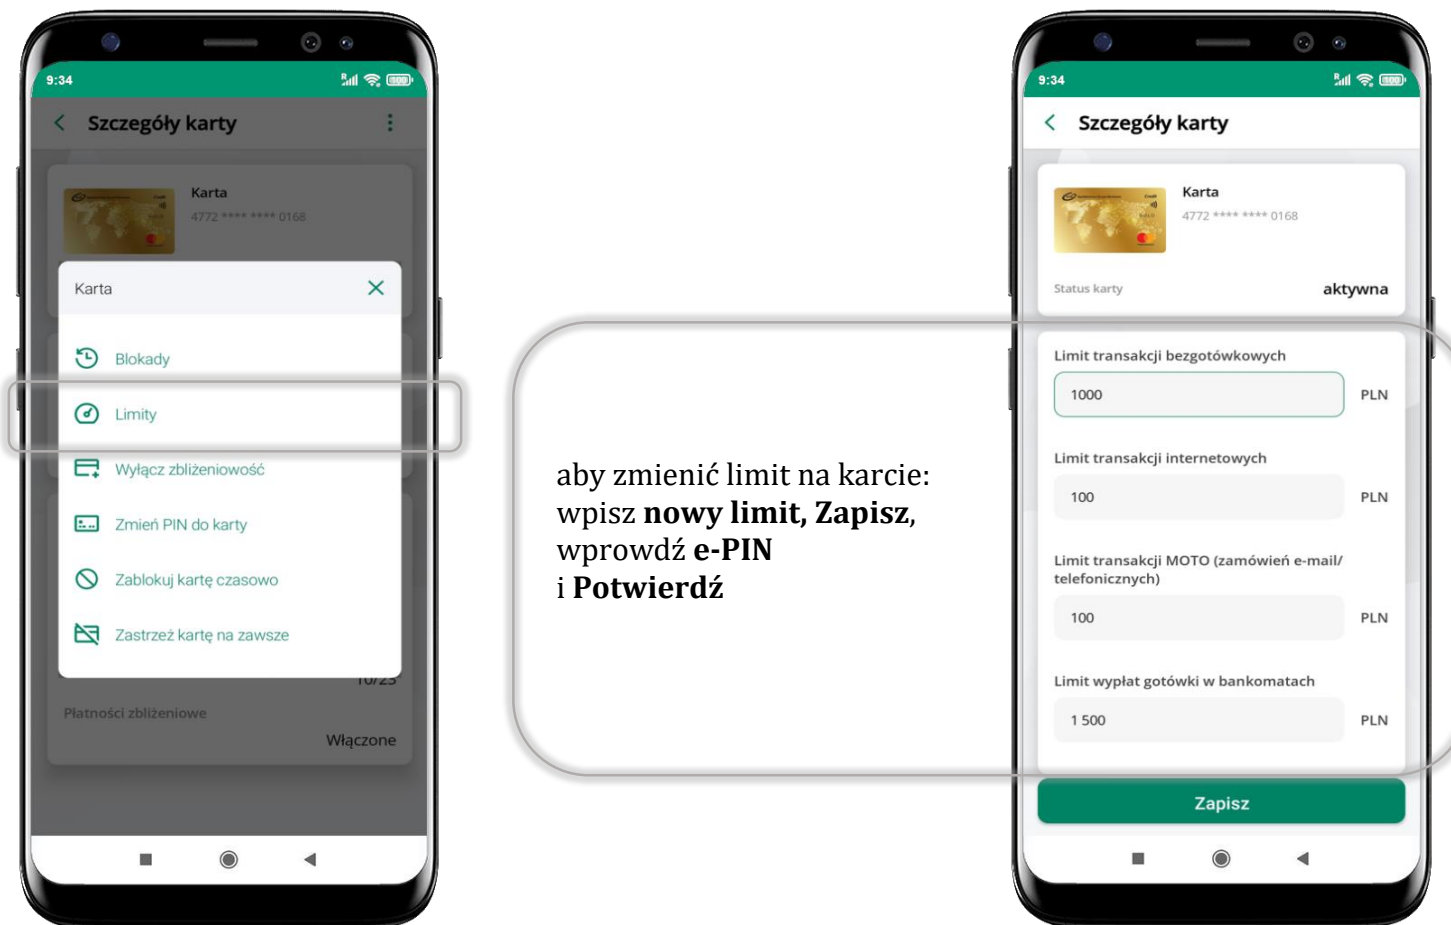 9:34
Szczegóły karty
Karta
4772 **** **** 0168
Karta
Blokady
Limity
Wyłącz zbliżeniowość
Zmień PIN do karty
Zablokuj kartę czasowo
Zastrzeż kartę na zawsze
10/23
Płatności zbliżeniowe
Włączone
aby zmienić limit na karcie:
wpisz nowy limit, Zapisz,
wprowdź e-PIN
i Potwierdź
9:34
Szczegóły karty
Karta
4772 **** **** 0168
Status karty
aktywna
Limit transakcji bezgotówkowych
1000 PLN
Limit transakcji internetowych
100 PLN
Limit transakcji MOTO (zamówień e-mail/
telefonicznych)
100 PLN
Limit wypłat gotówki w bankomatach
1 500 PLN
Zapisz